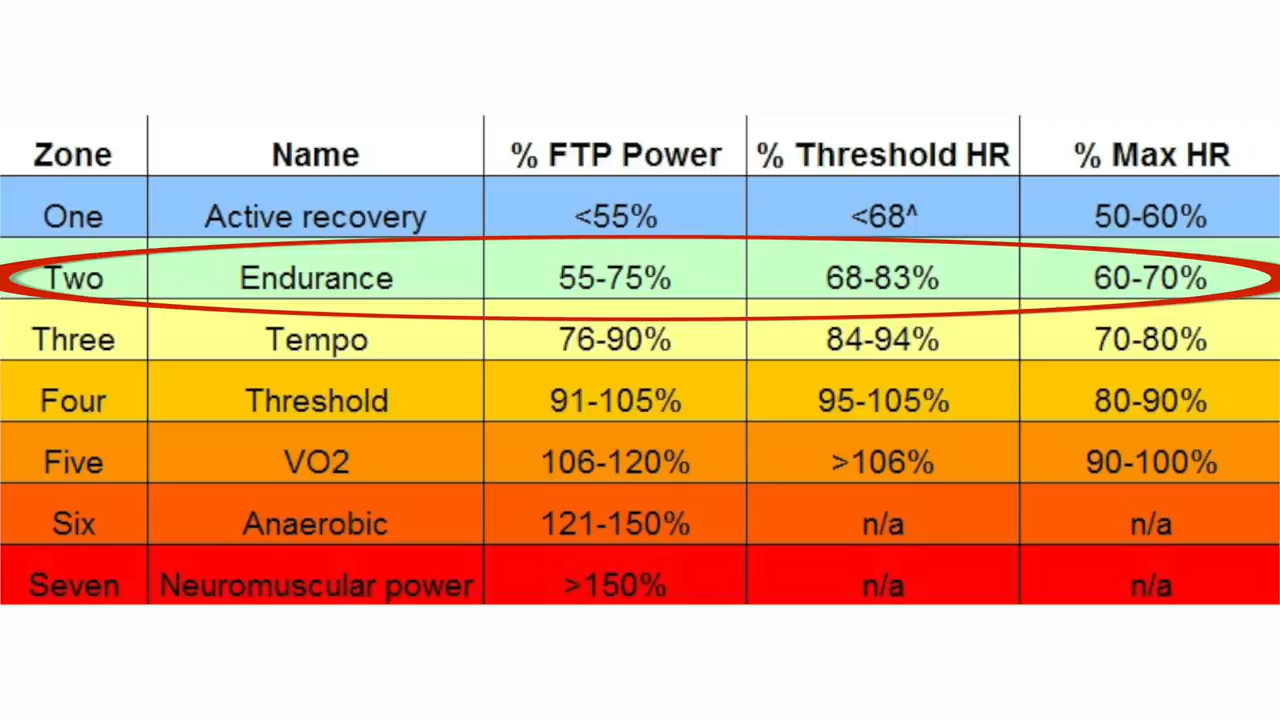 Zone Name % FTP Power % Threshold HR % Max HR
One Active recovery <55% <68^ 50-60%
Two Endurance 55-75% 68-83% 60-70%
Three Tempo 76-90% 84-94% 70-80%
Four Threshold 91-105% 95-105% 80-90%
Five VO2 106-120% >106% 90-100%
Six Anaerobic 121-150% n/a n/a
Seven Neuromuscular power >150% n/a n/a